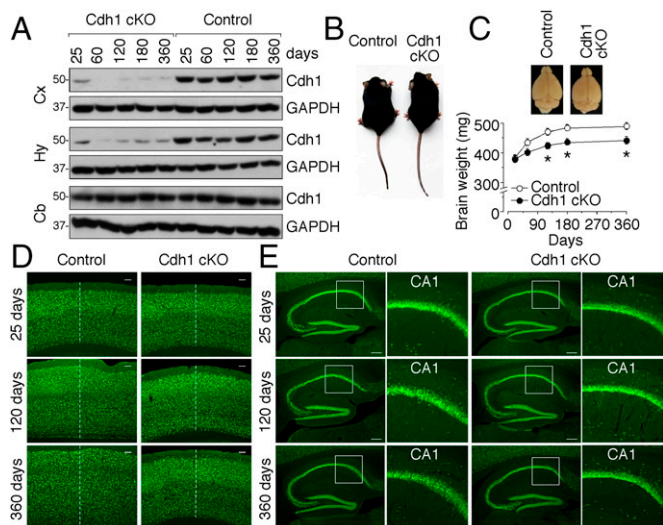 A
Cdh1 cKO Control
25 60 120 180 360 25 60 120 180 360 days
Cx
50- Cdh1
37- GAPDH
Hy
50- Cdh1
37- GAPDH
Cb
50- Cdh1
37- GAPDH
B
Control Cdh1 cKO
C
Control
Cdh1 cKO
Brain weight (mg)
500
400
300
0
Control
Cdh1 cKO
* * *
0 90 180 270 360
Days
D
Control Cdh1 cKO
25 days
120 days
360 days
E
Control Cdh1 cKO
25 days
CA1 CA1
120 days
CA1 CA1
360 days
CA1 CA1